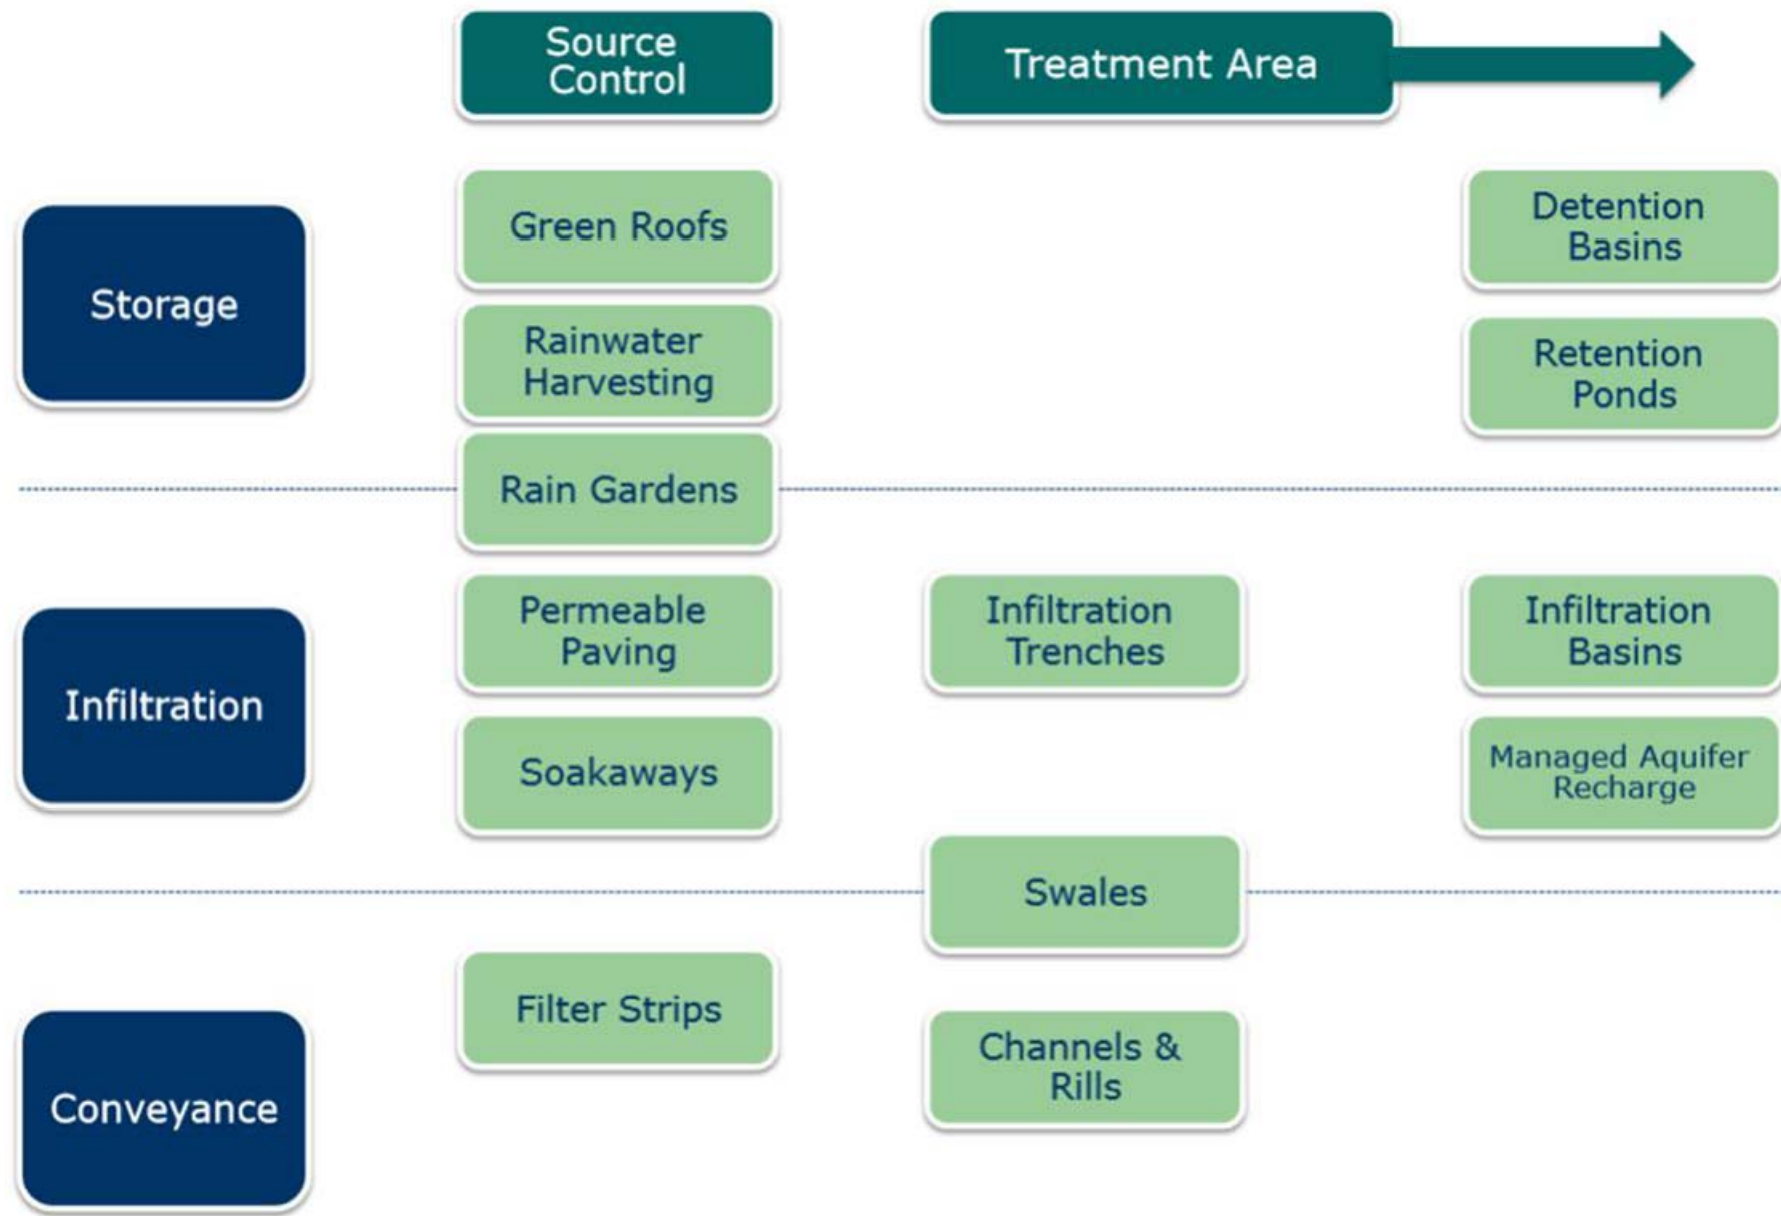 Source
Control
Treatment Area
Storage
Green Roofs
Detention
Basins
Rainwater
Harvesting
Retention
Ponds
Rain Gardens
Infiltration
Permeable
Paving
Infiltration
Trenches
Infiltration
Basins
Soakaways
Managed Aquifer
Recharge
Swales
Conveyance
Filter Strips
Channels &
Rills